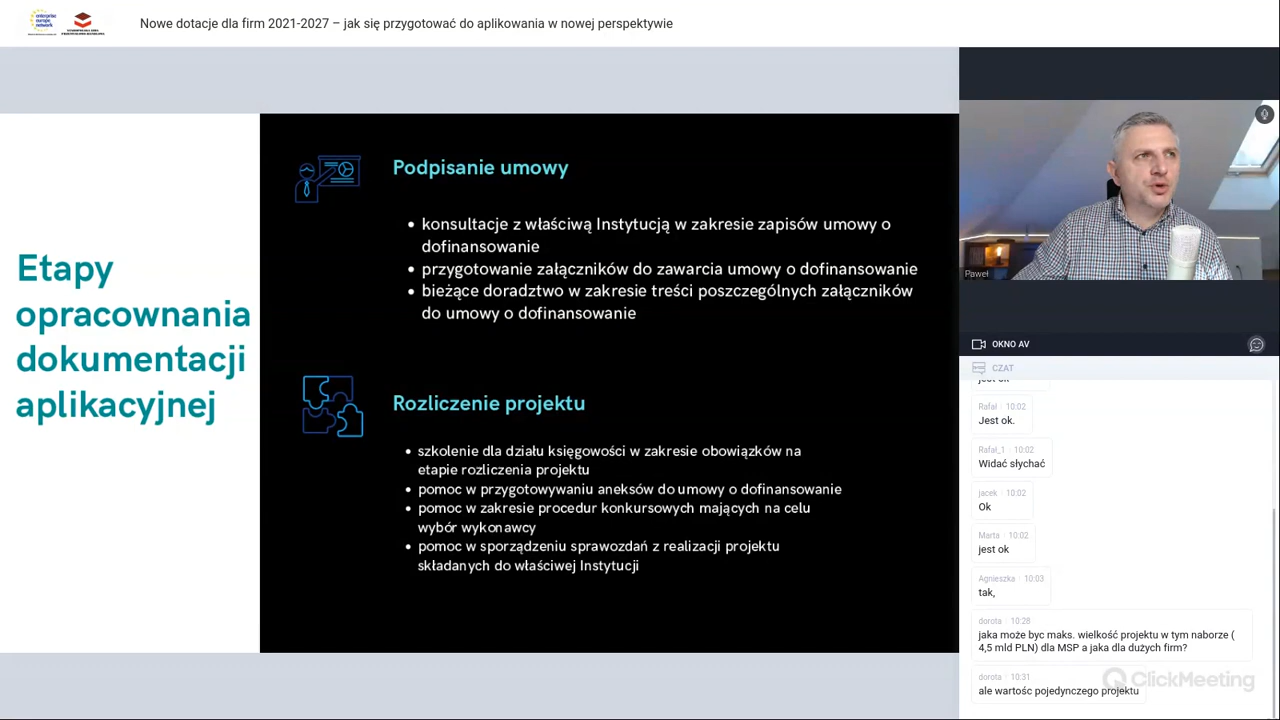 enterprise
europe
network
Nowe dotacje dla firm 2021-2027 – jak się przygotować do aplikowania w nowej perspektywie
Etapy
opracownania
dokumentacji
aplikacyjnej
Podpisanie umowy
• konsultacje z właściwą Instytucją w zakresie zapisów umowy o
dofinansowanie
• przygotowanie załączników do zawarcia umowy o dofinansowanie
• bieżące doradztwo w zakresie treści poszczególnych załączników
do umowy o dofinansowanie
Rozliczenie projektu
• szkolenie dla działu księgowości w zakresie obowiązków na
etapie rozliczenia projektu
• pomoc w przygotowywaniu aneksów do umowy o dofinansowanie
• pomoc w zakresie procedur konkursowych mających na celu
wybór wykonawcy
• pomoc w sporządzeniu sprawozdań z realizacji projektu
składanych do właściwej Instytucji
Paweł
OKNO AV
CZAT
jest ok
Rafał 10:02
Jest ok.
Rafał_1 10:02
Widać słychać
jacek 10:02
Ok
Marta 10:02
jest ok
Agnieszka 10:03
tak,
dorota 10:28
jaka może byc maks. wielkość projektu w tym naborze (
4,5 mld PLN) dla MSP a jaka dla dużych firm?
dorota 10:31
ale wartośc pojedynczego projektu
ClickMeeting